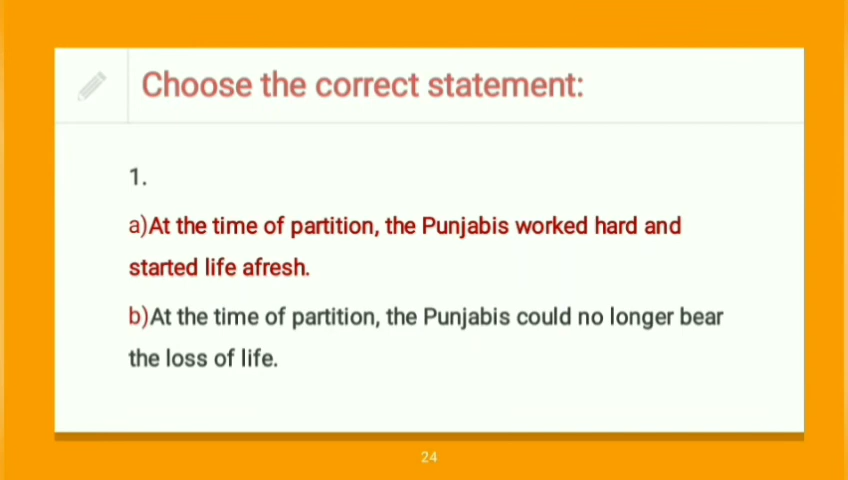 Choose the correct statement:
1.
a)At the time of partition, the Punjabis worked hard and
started life afresh.
b)At the time of partition, the Punjabis could no longer bear
the loss of life.
24